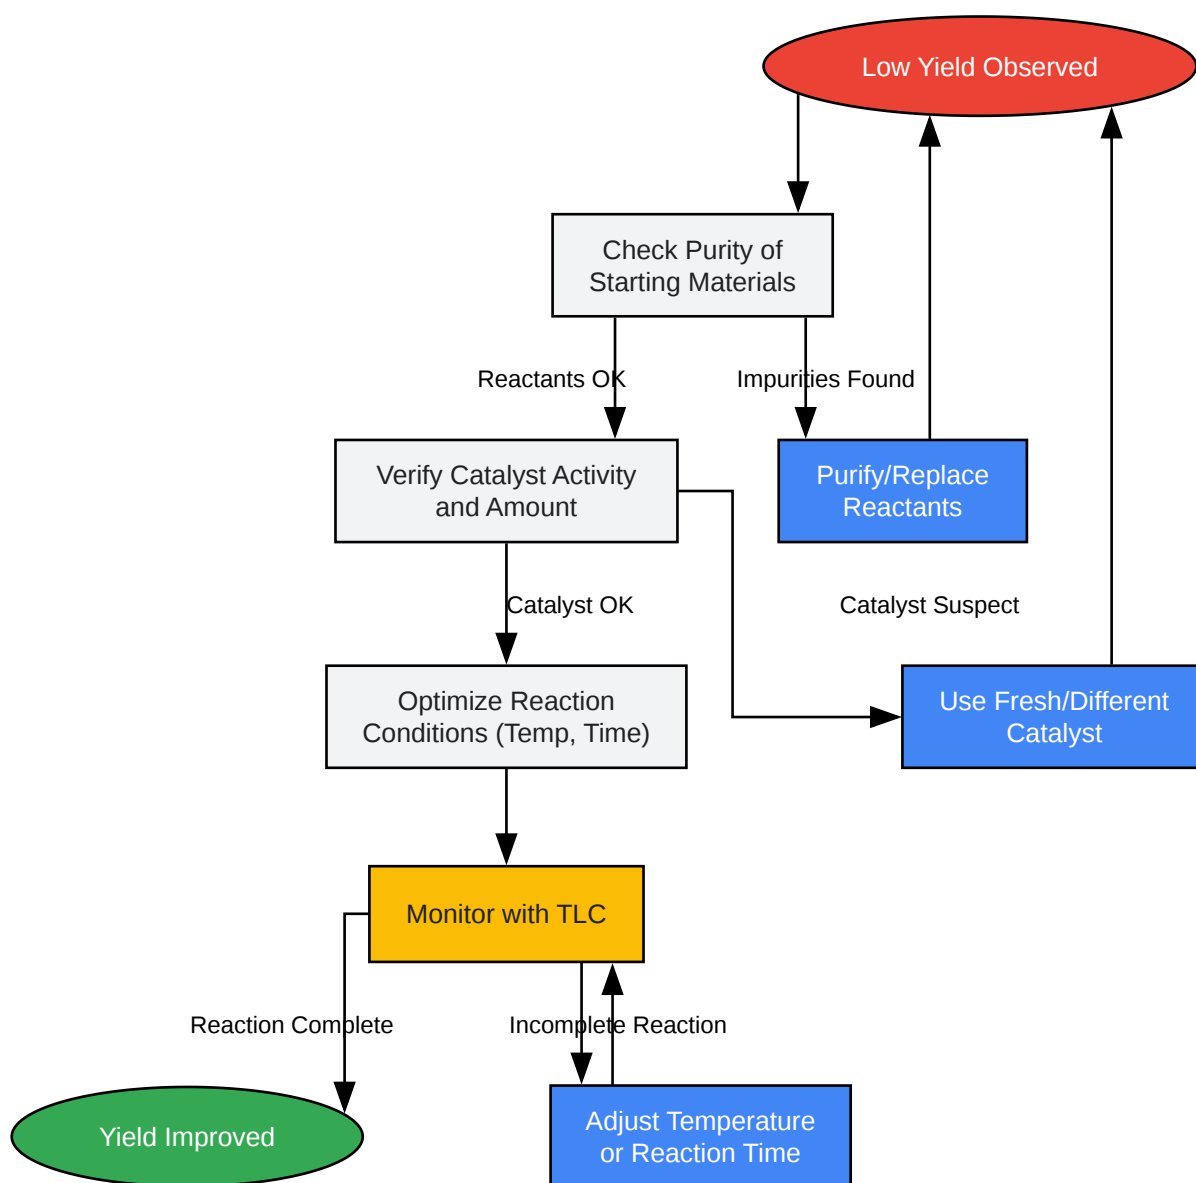 Low Yield Observed
Check Purity of
Starting Materials
Reactants OK
Impurities Found
Verify Catalyst Activity
and Amount
Purify/Replace
Reactants
Catalyst OK
Catalyst Suspect
Optimize Reaction
Conditions (Temp, Time)
Use Fresh/Different
Catalyst
Monitor with TLC
Reaction Complete
Incomplete Reaction
Yield Improved
Adjust Temperature
or Reaction Time